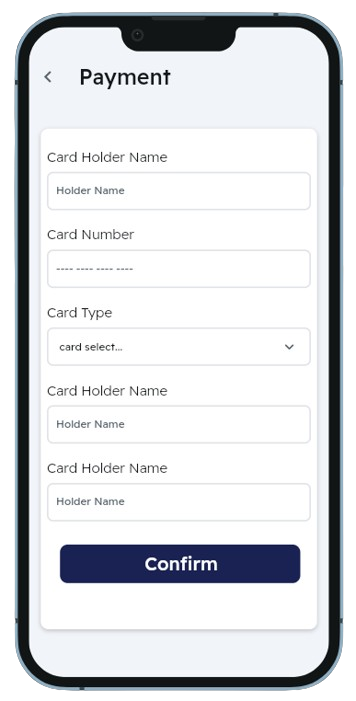 Payment
Card Holder Name
Holder Name
Card Number
---- ---- ---- ----
Card Type
card select...
Card Holder Name
Holder Name
Card Holder Name
Holder Name
Confirm